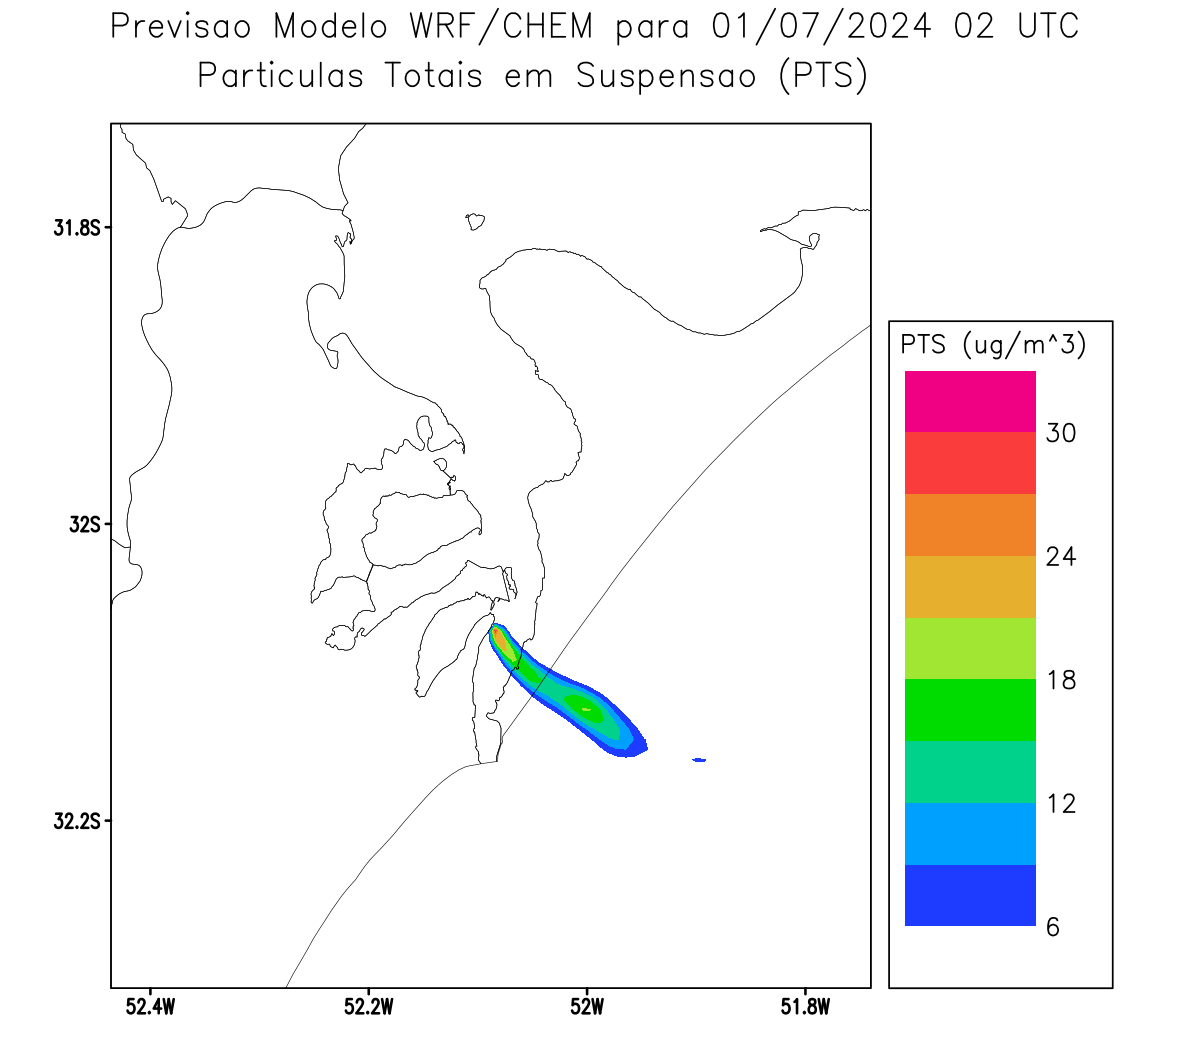 Previsao Modelo WRF/CHEM para 01/07/2024 02 UTC
Particulas Totais em Suspensao (PTS)
31.8S
32S
32.2S
52.4W
52.2W
52W
51.8W
PTS (ug/m^3)
30
24
18
12
6